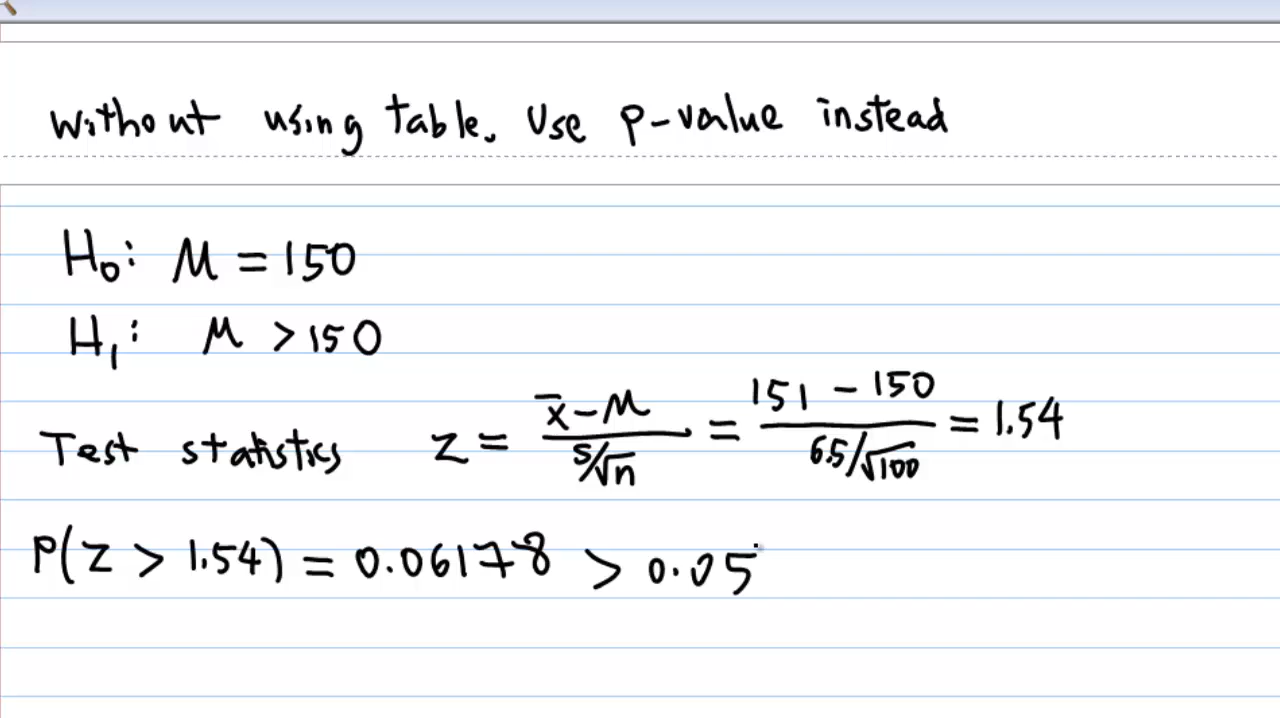 Without using table. Use p-value instead
H₀: μ = 150
H₁: μ > 150
Test statistics z = (x̄ - μ)/(s/√n) = (151 - 150)/(6.5/√100) = 1.54
P(Z > 1.54) = 0.06178 > 0.05